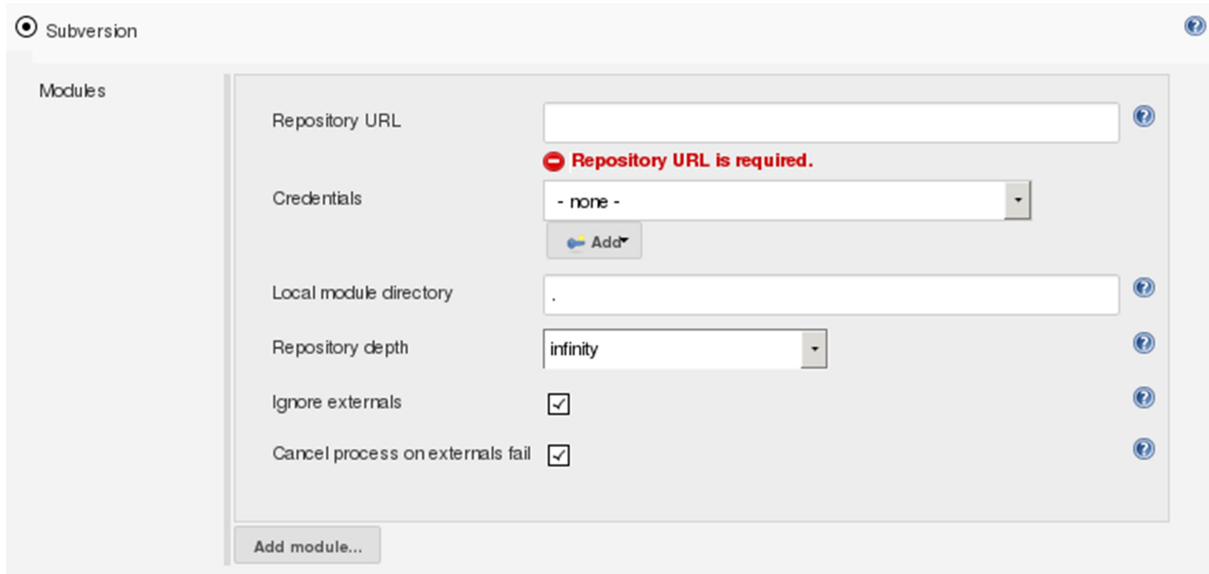 Subversion
Modules
Repository URL
Repository URL is required.
Credentials
- none -
Add
Local module directory
.
Repository depth
infinity
Ignore externals
Cancel process on externals fail
Add module...